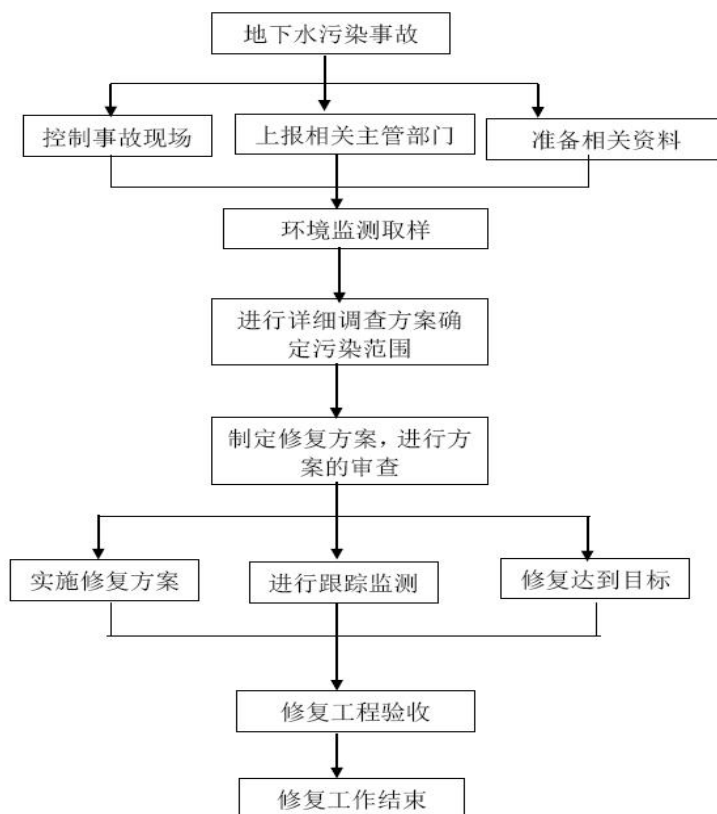 地下水污染事故
控制事故现场
上报相关主管部门
准备相关资料
环境监测取样
进行详细调查方案确
定污染范围
制定修复方案，进行方
案的审查
实施修复方案
进行跟踪监测
修复达到目标
修复工程验收
修复工作结束